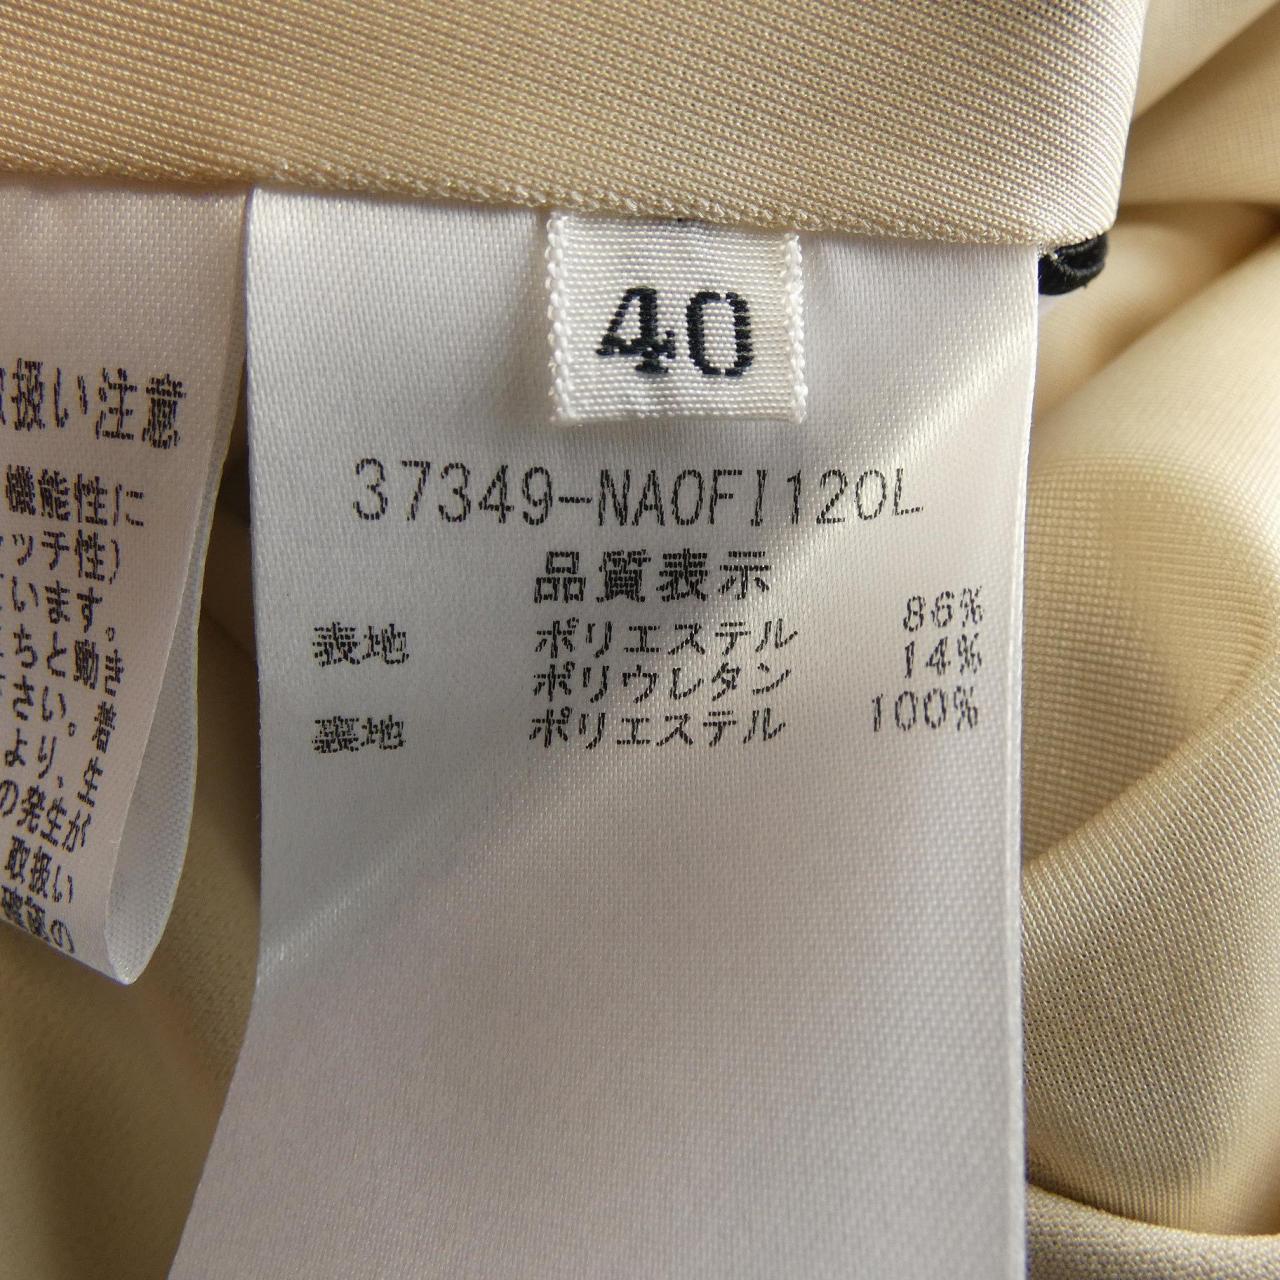 40
37349-NA0FI120L
品質表示
表地 ポリエステル 86%
ポリウレタン 14%
裏地 ポリエステル 100%
取扱い注意
機能性に
ッチ性)
います。
ちと動き
さい。着
より、生
の発生が
取扱い